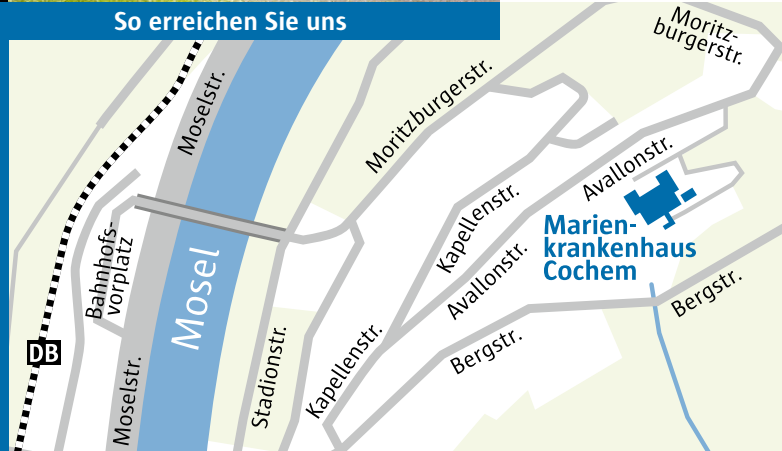 So erreichen Sie uns
Moritz-
burgerstr.
Moselstr.
Moritzburgerstr.
Avallonstr.
Kapellenstr.
Marien-
krankenhaus
Cochem
Bahnhofs-
vorplatz
Mosel
Avallonstr.
Bergstr.
DB
Bergstr.
Moselstr.
Stadionstr.
Kapellenstr.